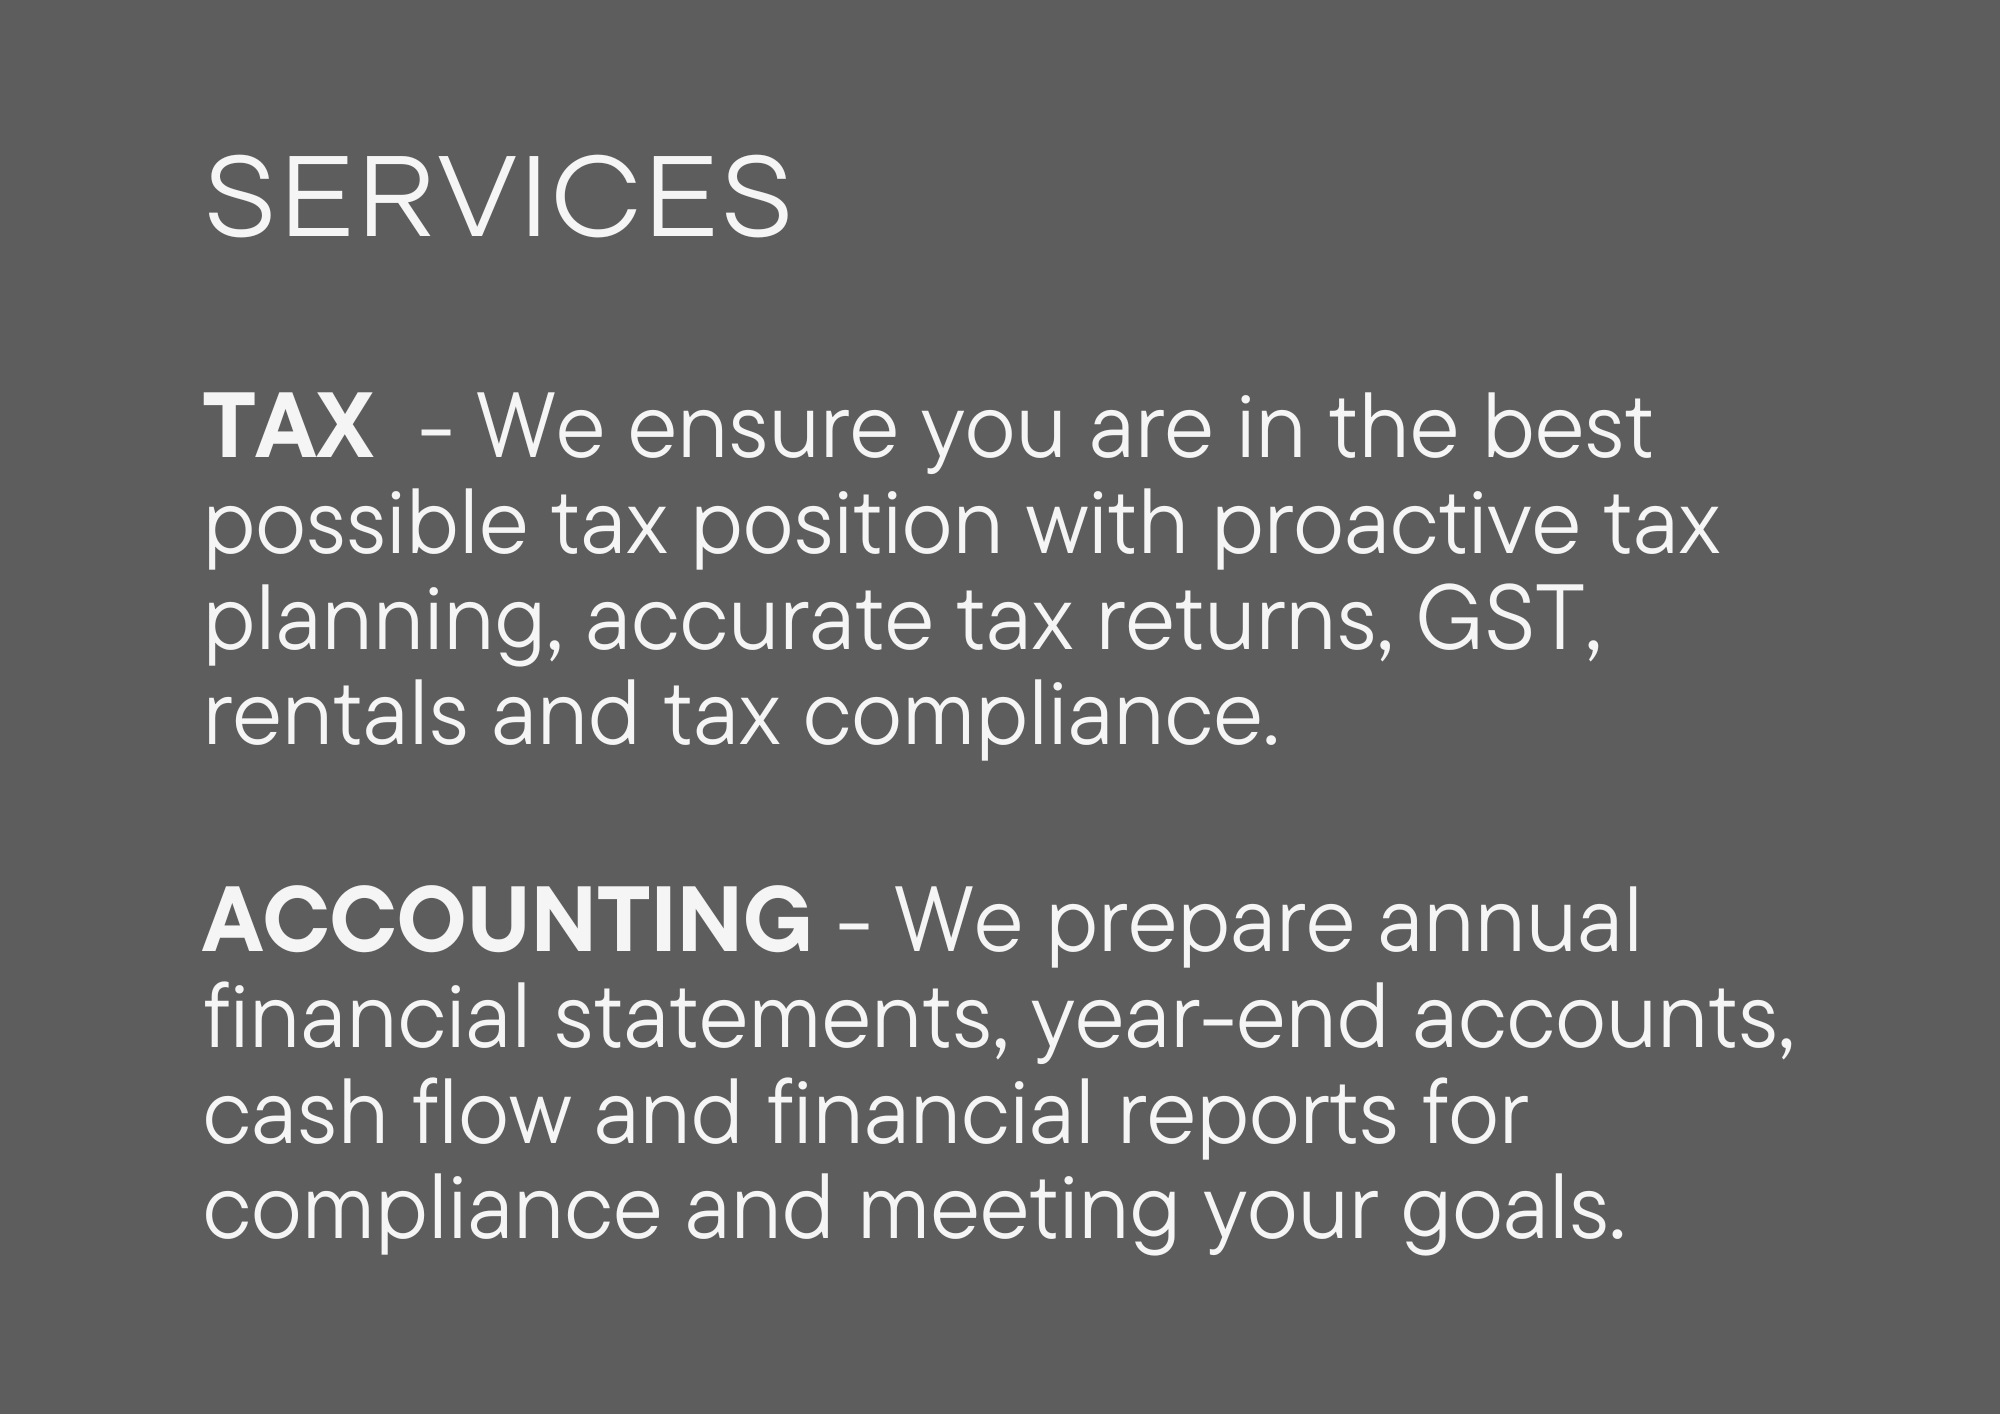 SERVICES
TAX - We ensure you are in the best
possible tax position with proactive tax
planning, accurate tax returns, GST,
rentals and tax compliance.
ACCOUNTING - We prepare annual
financial statements, year-end accounts,
cash flow and financial reports for
compliance and meeting your goals.